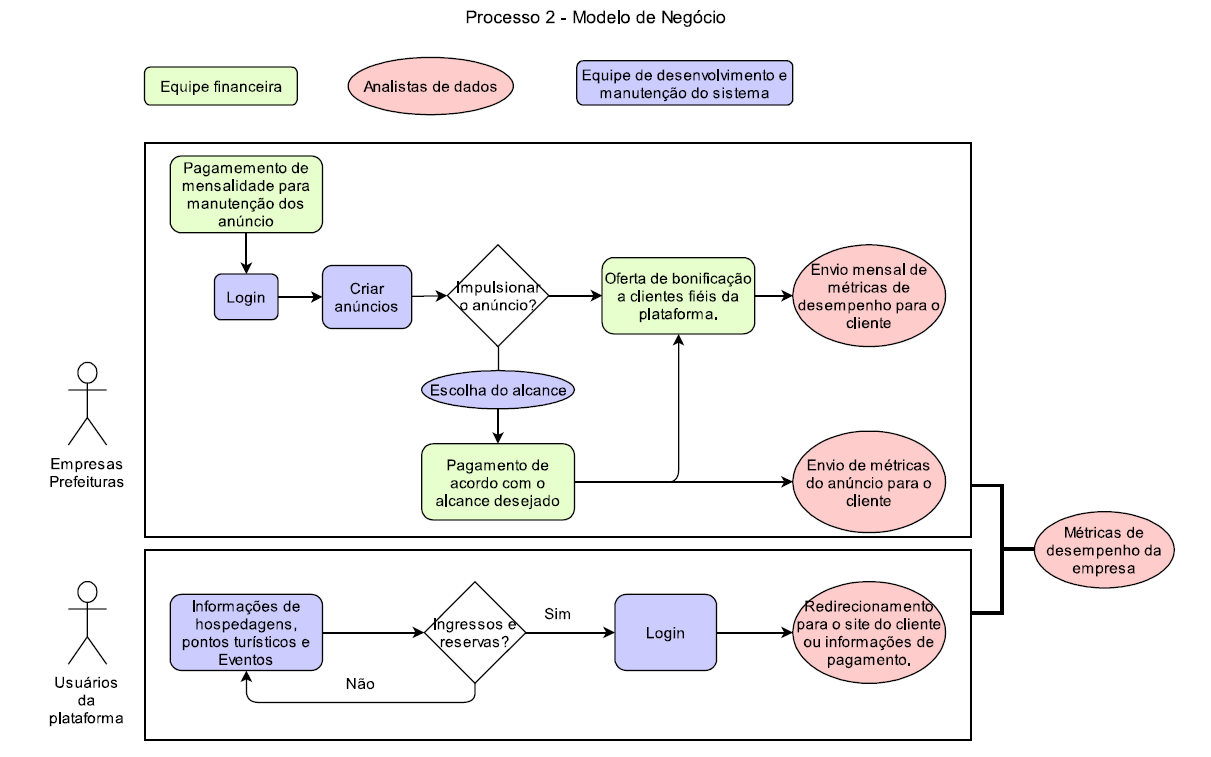 Processo 2 - Modelo de Negócio
Equipe financeira
Analistas de dados
Equipe de desenvolvimento e
manutenção do sistema
Pagamemento de
mensalidade para
manutenção dos
anúncio
Login
Criar
anúncios
Impulsionar
o anúncio?
Oferta de bonificação
a clientes fiéis da
plataforma.
Envio mensal de
métricas de
desempenho para o
cliente
Escolha do alcance
Pagamento de
acordo com o
alcance desejado
Envio de métricas
do anúncio para o
cliente
Empresas
Prefeituras
Métricas de
desempenho da
empresa
Informações de
hospedagens,
pontos turísticos e
Eventos
Ingressos e
reservas?
Sim
Login
Redirecionamento
para o site do cliente
ou informações de
pagamento.
Não
Usuários
da
plataforma